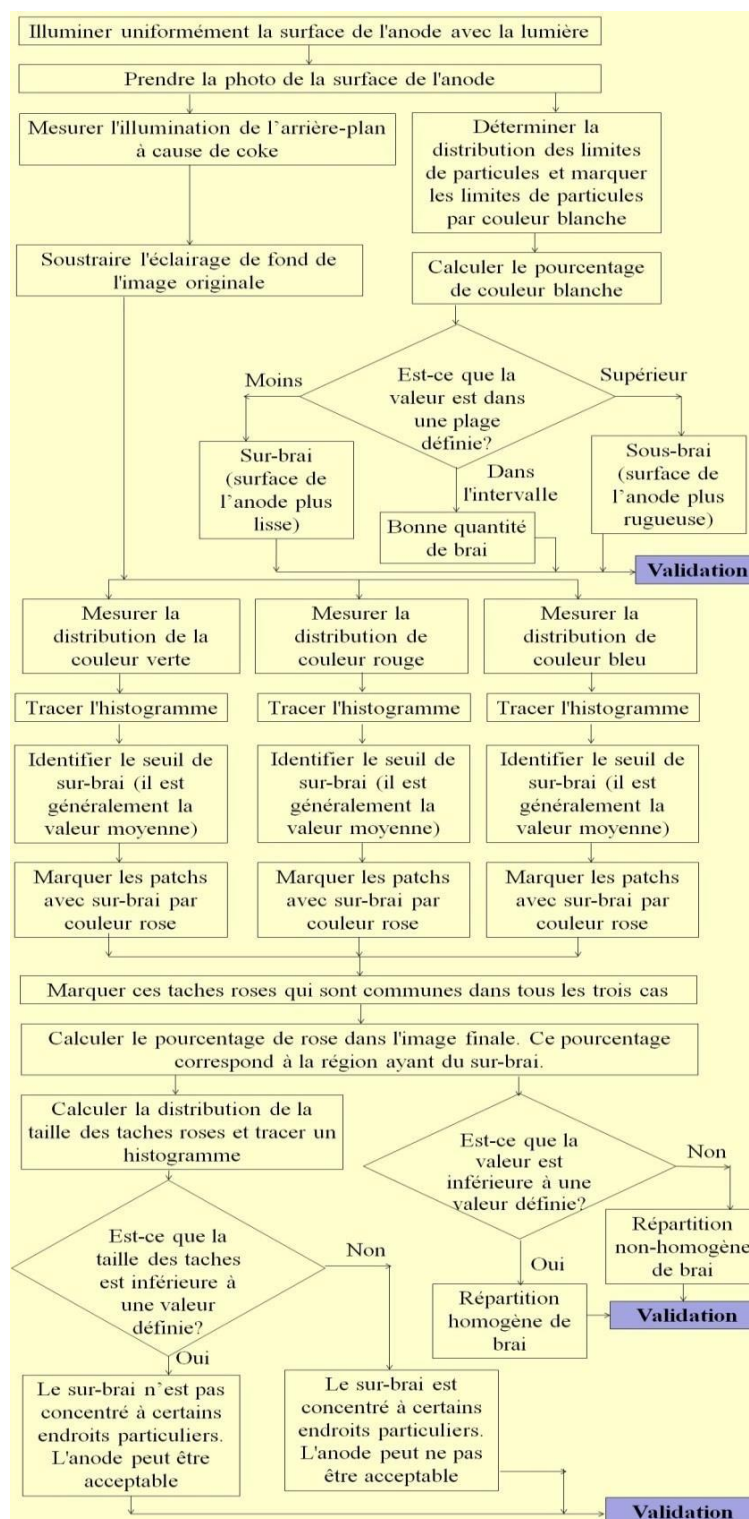 Illuminer uniformément la surface de l'anode avec la lumière
Prendre la photo de la surface de l'anode
Mesurer l'illumination de l'arrière-plan
à cause de coke
Déterminer la
distribution des limites
de particules et marquer
les limites de particules
par couleur blanche
Soustraire l'éclairage de fond de
l'image originale
Calculer le pourcentage
de couleur blanche
Est-ce que la
valeur est dans
une plage
définie?
Moins
Supérieur
Sur-brai
(surface de
l'anode plus
lisse)
Dans
l'intervalle
Bonne quantité
de brai
Sous-brai
(surface de
l'anode plus
rugueuse)
Validation
Mesurer la
distribution de la
couleur verte
Mesurer la
distribution de
couleur rouge
Mesurer la
distribution de
couleur bleu
Tracer l'histogramme
Tracer l'histogramme
Tracer l'histogramme
Identifier le seuil de
sur-brai (il est
généralement la
valeur moyenne)
Identifier le seuil de
sur-brai (il est
généralement la
valeur moyenne)
Identifier le seuil de
sur-brai (il est
généralement la
valeur moyenne)
Marquer les patchs
avec sur-brai par
couleur rose
Marquer les patchs
avec sur-brai par
couleur rose
Marquer les patchs
avec sur-brai par
couleur rose
Marquer ces taches roses qui sont communes dans tous les trois cas
Calculer le pourcentage de rose dans l'image finale. Ce pourcentage
correspond à la région ayant du sur-brai.
Calculer la distribution de la
taille des taches roses et tracer un
histogramme
Est-ce que la
valeur est
inférieure à une
valeur définie?
Non
Répartition
non-homogène
de brai
Oui
Répartition
homogène de
brai
Validation
Est-ce que la
taille des taches
est inférieure à
une valeur
définie?
Non
Oui
Le sur-brai n'est pas
concentré à certains
endroits particuliers.
L'anode peut être
acceptable
Le sur-brai est
concentré à certains
endroits particuliers.
L'anode peut ne pas
être acceptable
Validation